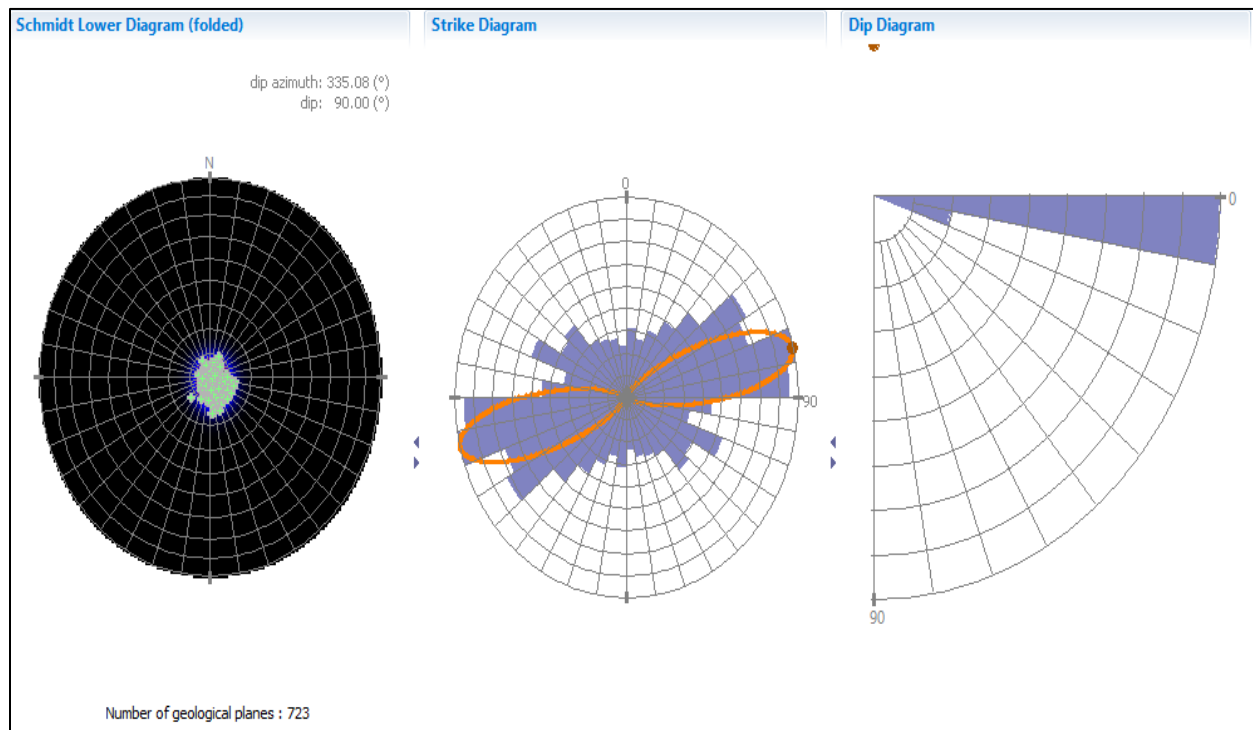 Schmidt Lower Diagram (folded)
dip azimuth: 335.08 (°)
dip: 90.00 (°)
N
Number of geological planes : 723
Strike Diagram
0
90
Dip Diagram
0
90